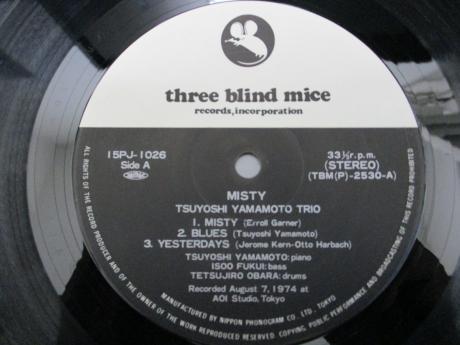 three blind mice
records, incorporation
15PJ-1026
Side A
33⅓r.p.m.
(STEREO)
(TBM(P)-2530-A)
MISTY
TSUYOSHI YAMAMOTO TRIO
1. MISTY (Erroll Garner)
2. BLUES (Tsuyoshi Yamamoto)
3. YESTERDAYS (Jerome Kern-Otto Harbach)
TSUYOSHI YAMAMOTO: piano
ISOO FUKUI: bass
TETSUJIRO OBARA: drums
Recorded August 7, 1974 at
AOI Studio, Tokyo
MANUFACTURED BY NIPPON PHONOGRAM CO., LTD., TOKYO
ALL RIGHTS OF THE RECORD PRODUCER AND OF THE OWNER OF THE WORK REPRODUCED RESERVED. COPYING, PUBLIC PERFORMANCE AND BROADCASTING OF THIS RECORD PROHIBITED.